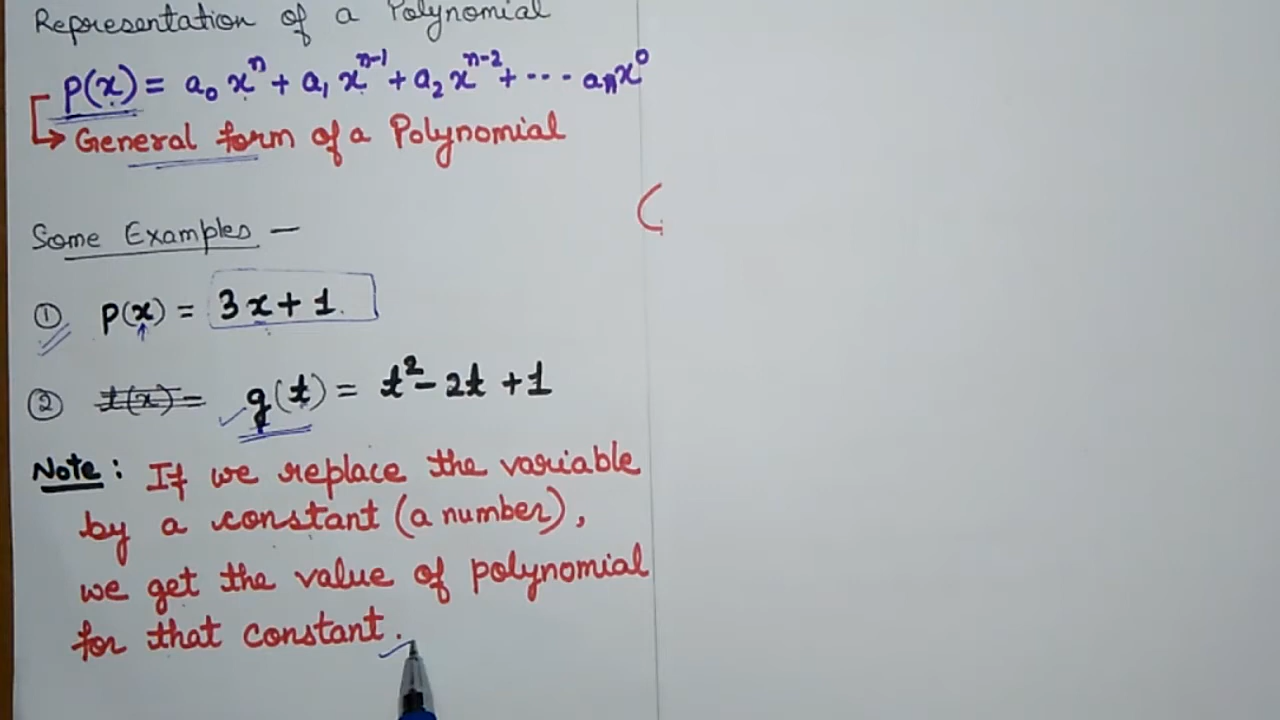 Representation of a Polynomial
p(x) = a₀xⁿ + a₁xⁿ⁻¹ + a₂xⁿ⁻² + --- aₙx⁰
General form of a Polynomial
Some Examples —
① p(x) = 3x + 1.
② t(x) = g(t) = t² - 2t + 1
Note : If we replace the variable
by a constant (a number),
we get the value of polynomial
for that constant.
(